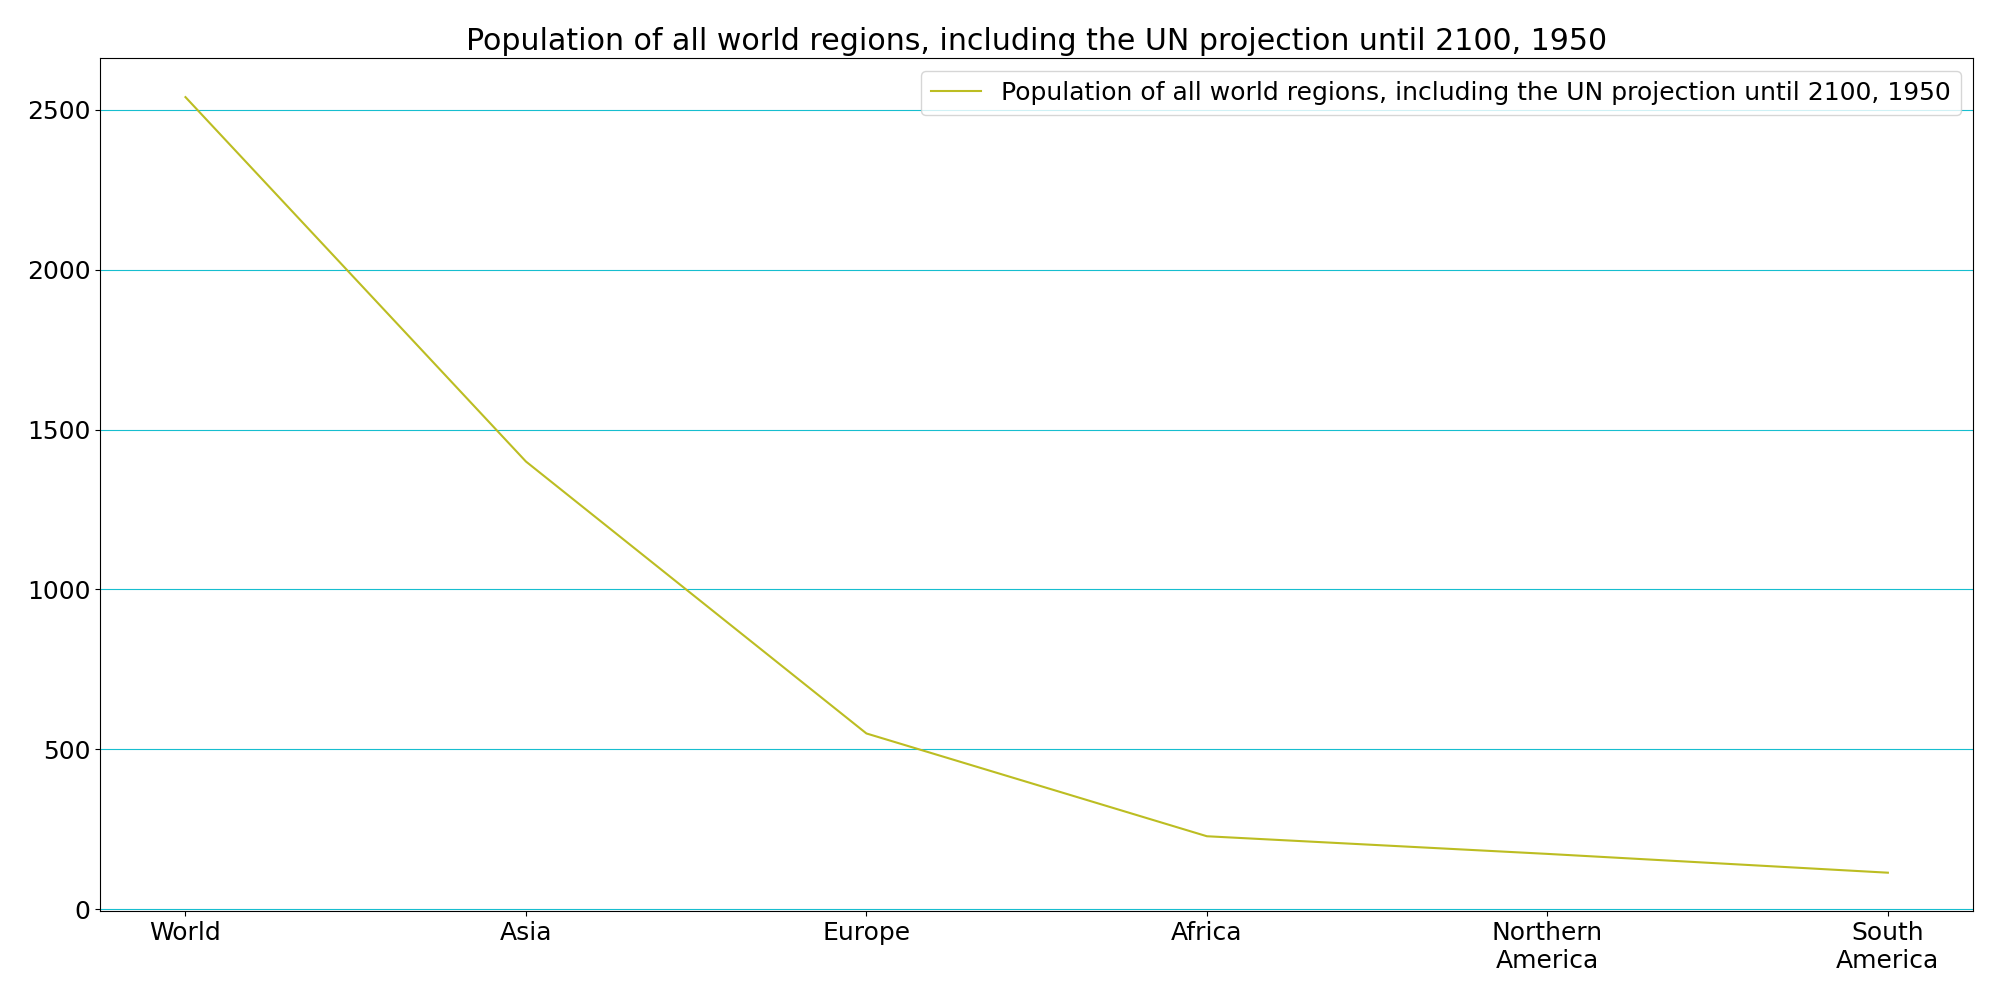 Population of all world regions, including the UN projection until 2100, 1950
Population of all world regions, including the UN projection until 2100, 1950
2500
2000
1500
1000
500
0
World
Asia
Europe
Africa
Northern
America
South
America